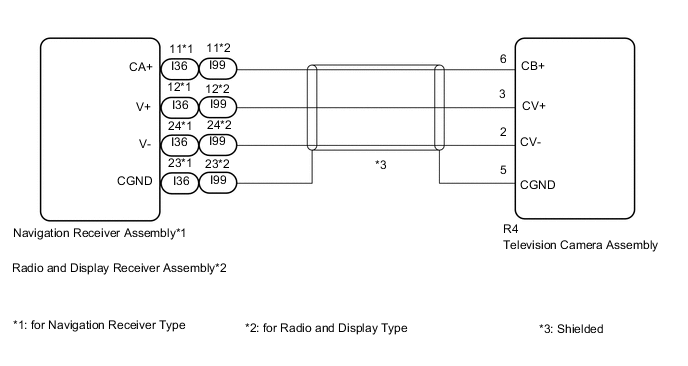 11*1 11*2
CA+ I36 I99 6 CB+
12*1 12*2
V+ I36 I99 3 CV+
24*1 24*2
V- I36 I99 2 CV-
23*1 23*2
CGND I36 I99 5 CGND
*3
Navigation Receiver Assembly*1
R4
Television Camera Assembly
Radio and Display Receiver Assembly*2
*1: for Navigation Receiver Type
*2: for Radio and Display Type
*3: Shielded